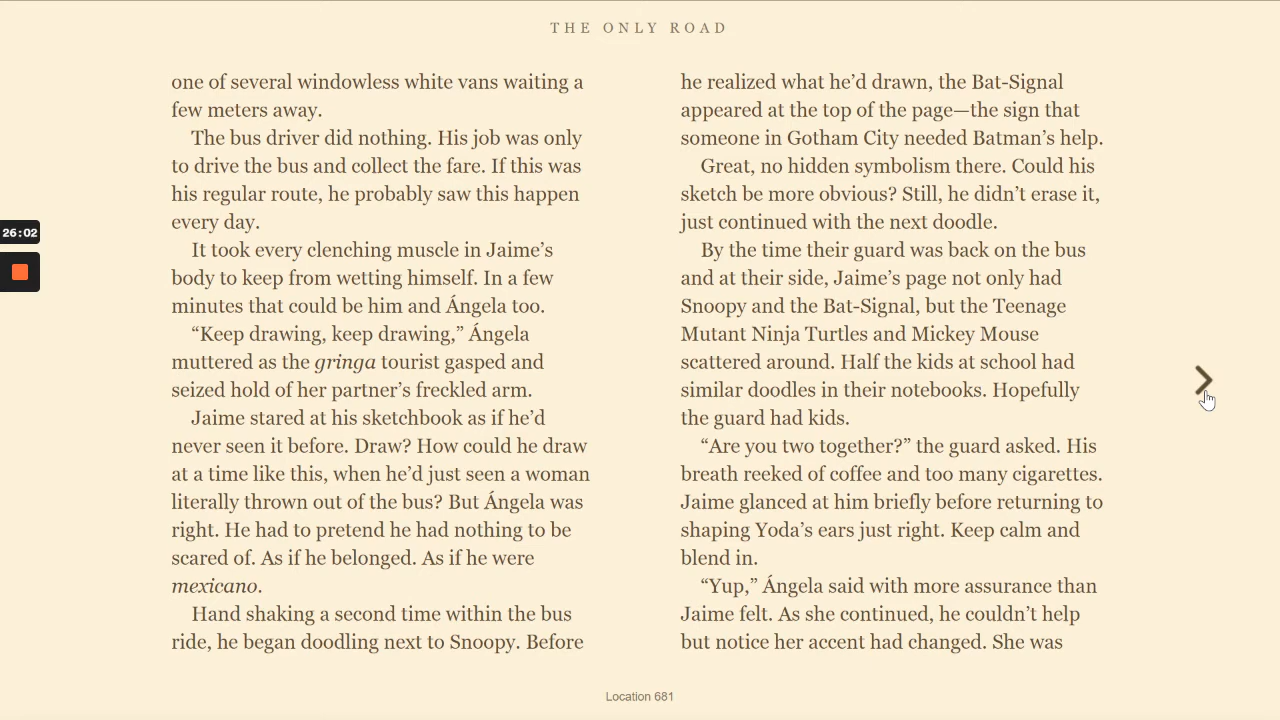 THE ONLY ROAD
one of several windowless white vans waiting a
few meters away.
The bus driver did nothing. His job was only
to drive the bus and collect the fare. If this was
his regular route, he probably saw this happen
every day.
It took every clenching muscle in Jaime’s
body to keep from wetting himself. In a few
minutes that could be him and Ángela too.
“Keep drawing, keep drawing,” Ángela
muttered as the gringa tourist gasped and
seized hold of her partner’s freckled arm.
Jaime stared at his sketchbook as if he’d
never seen it before. Draw? How could he draw
at a time like this, when he’d just seen a woman
literally thrown out of the bus? But Ángela was
right. He had to pretend he had nothing to be
scared of. As if he belonged. As if he were
mexicano.
Hand shaking a second time within the bus
ride, he began doodling next to Snoopy. Before
he realized what he’d drawn, the Bat-Signal
appeared at the top of the page—the sign that
someone in Gotham City needed Batman’s help.
Great, no hidden symbolism there. Could his
sketch be more obvious? Still, he didn’t erase it,
just continued with the next doodle.
By the time their guard was back on the bus
and at their side, Jaime’s page not only had
Snoopy and the Bat-Signal, but the Teenage
Mutant Ninja Turtles and Mickey Mouse
scattered around. Half the kids at school had
similar doodles in their notebooks. Hopefully
the guard had kids.
“Are you two together?” the guard asked. His
breath reeked of coffee and too many cigarettes.
Jaime glanced at him briefly before returning to
shaping Yoda’s ears just right. Keep calm and
blend in.
“Yup,” Ángela said with more assurance than
Jaime felt. As she continued, he couldn’t help
but notice her accent had changed. She was
26:02
Location 681